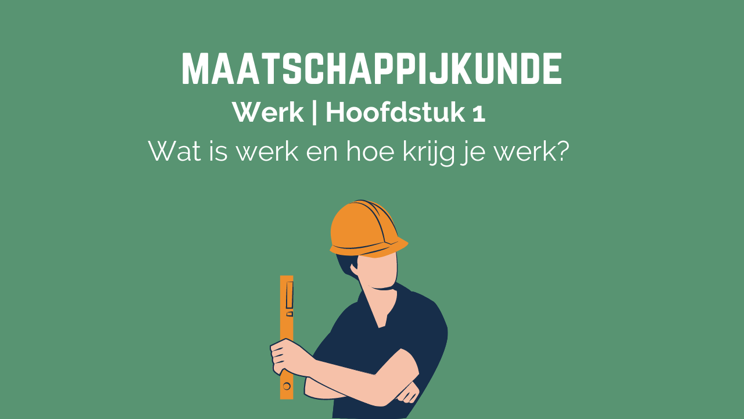 MAATSCHAPPIJKUNDE
Werk | Hoofdstuk 1
Wat is werk en hoe krijg je werk?